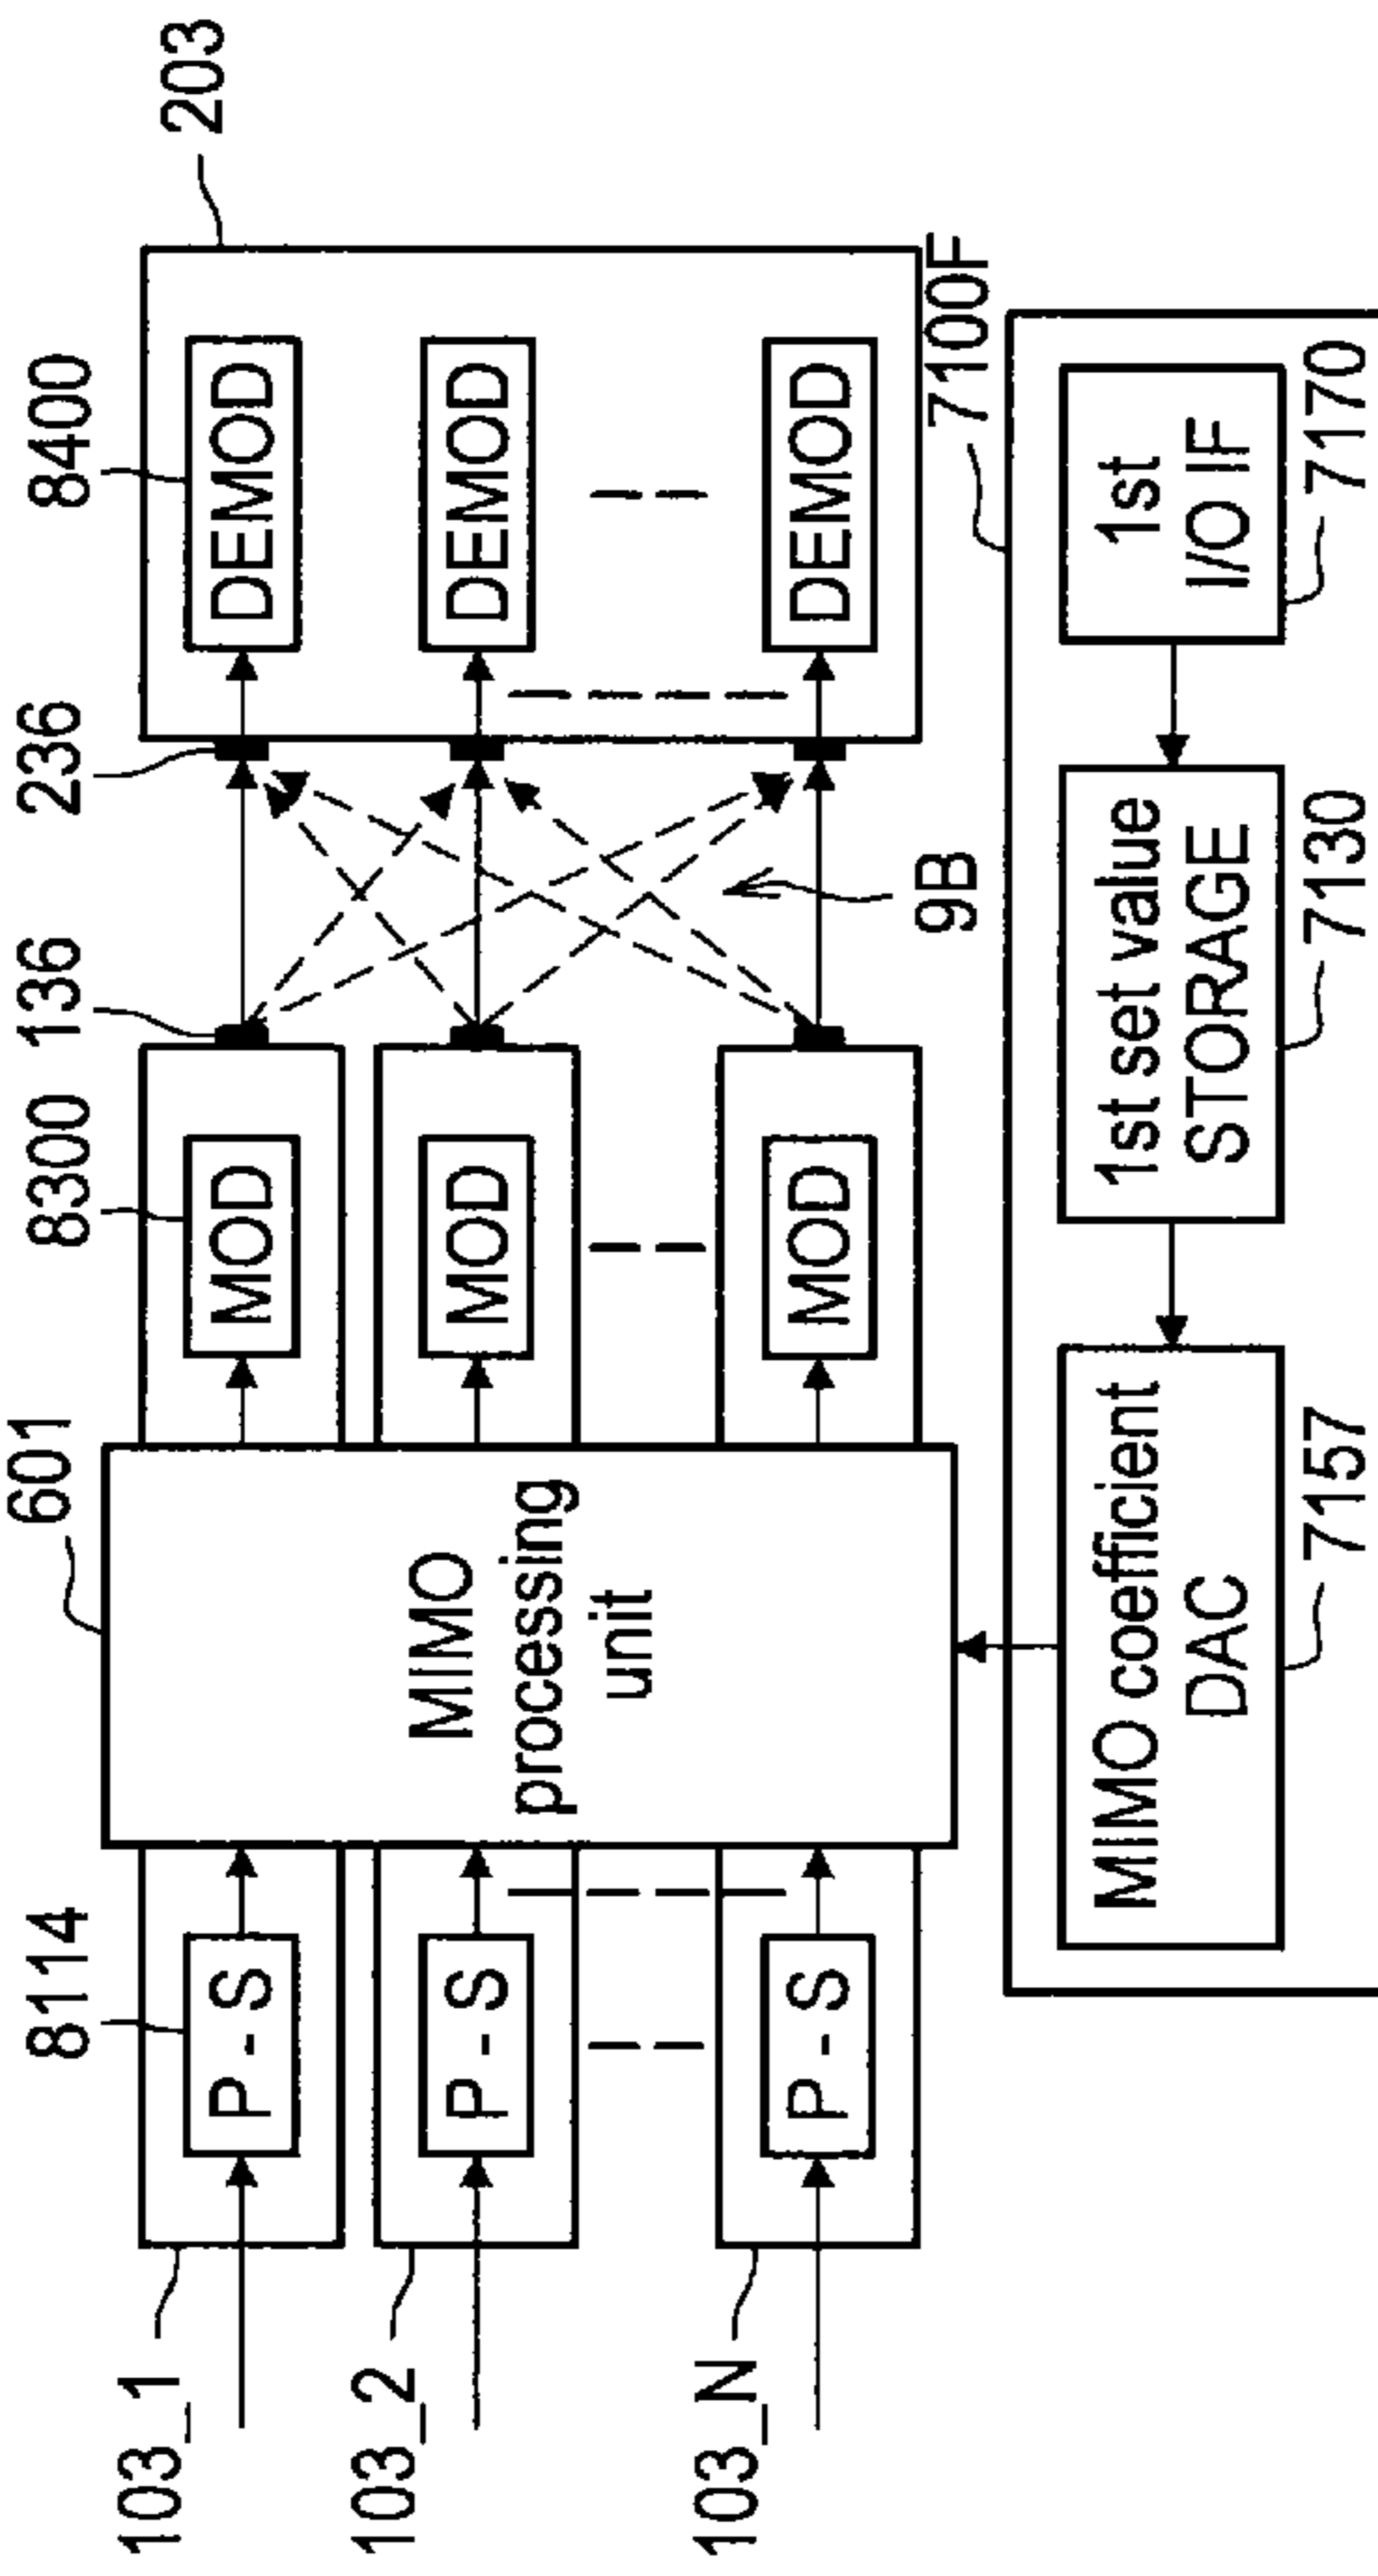 601
8114
8300
136
236
8400
203
103_1
P - S
MOD
DEMOD
103_2
P - S
MIMO
processing
unit
MOD
DEMOD
103_N
P - S
MOD
DEMOD
9B
7100F
MIMO coefficient
DAC
1st set value
STORAGE
1st
I/O IF
7157
7130
7170